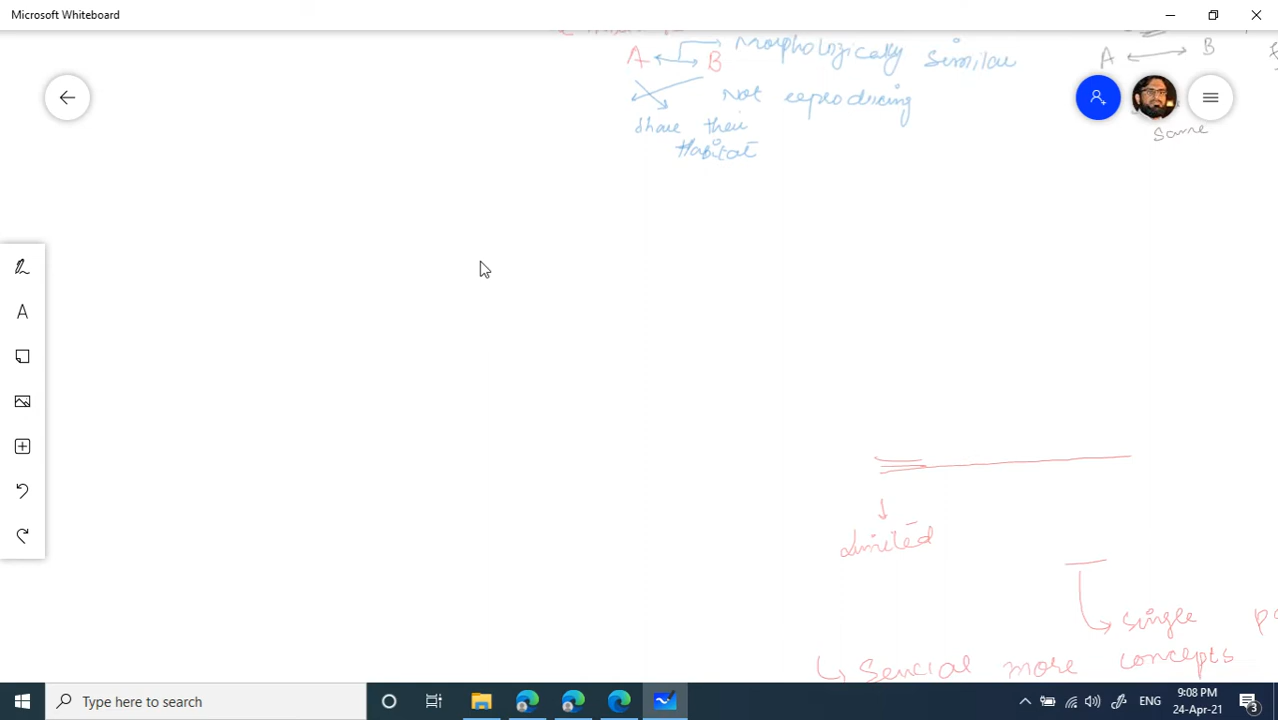 Microsoft Whiteboard
A B Morphologically similar
Not reproducing
Share their
Habitat
A B
Same
Limited
single
more concepts
Type here to search
ENG
9:08 PM
24-Apr-21
3